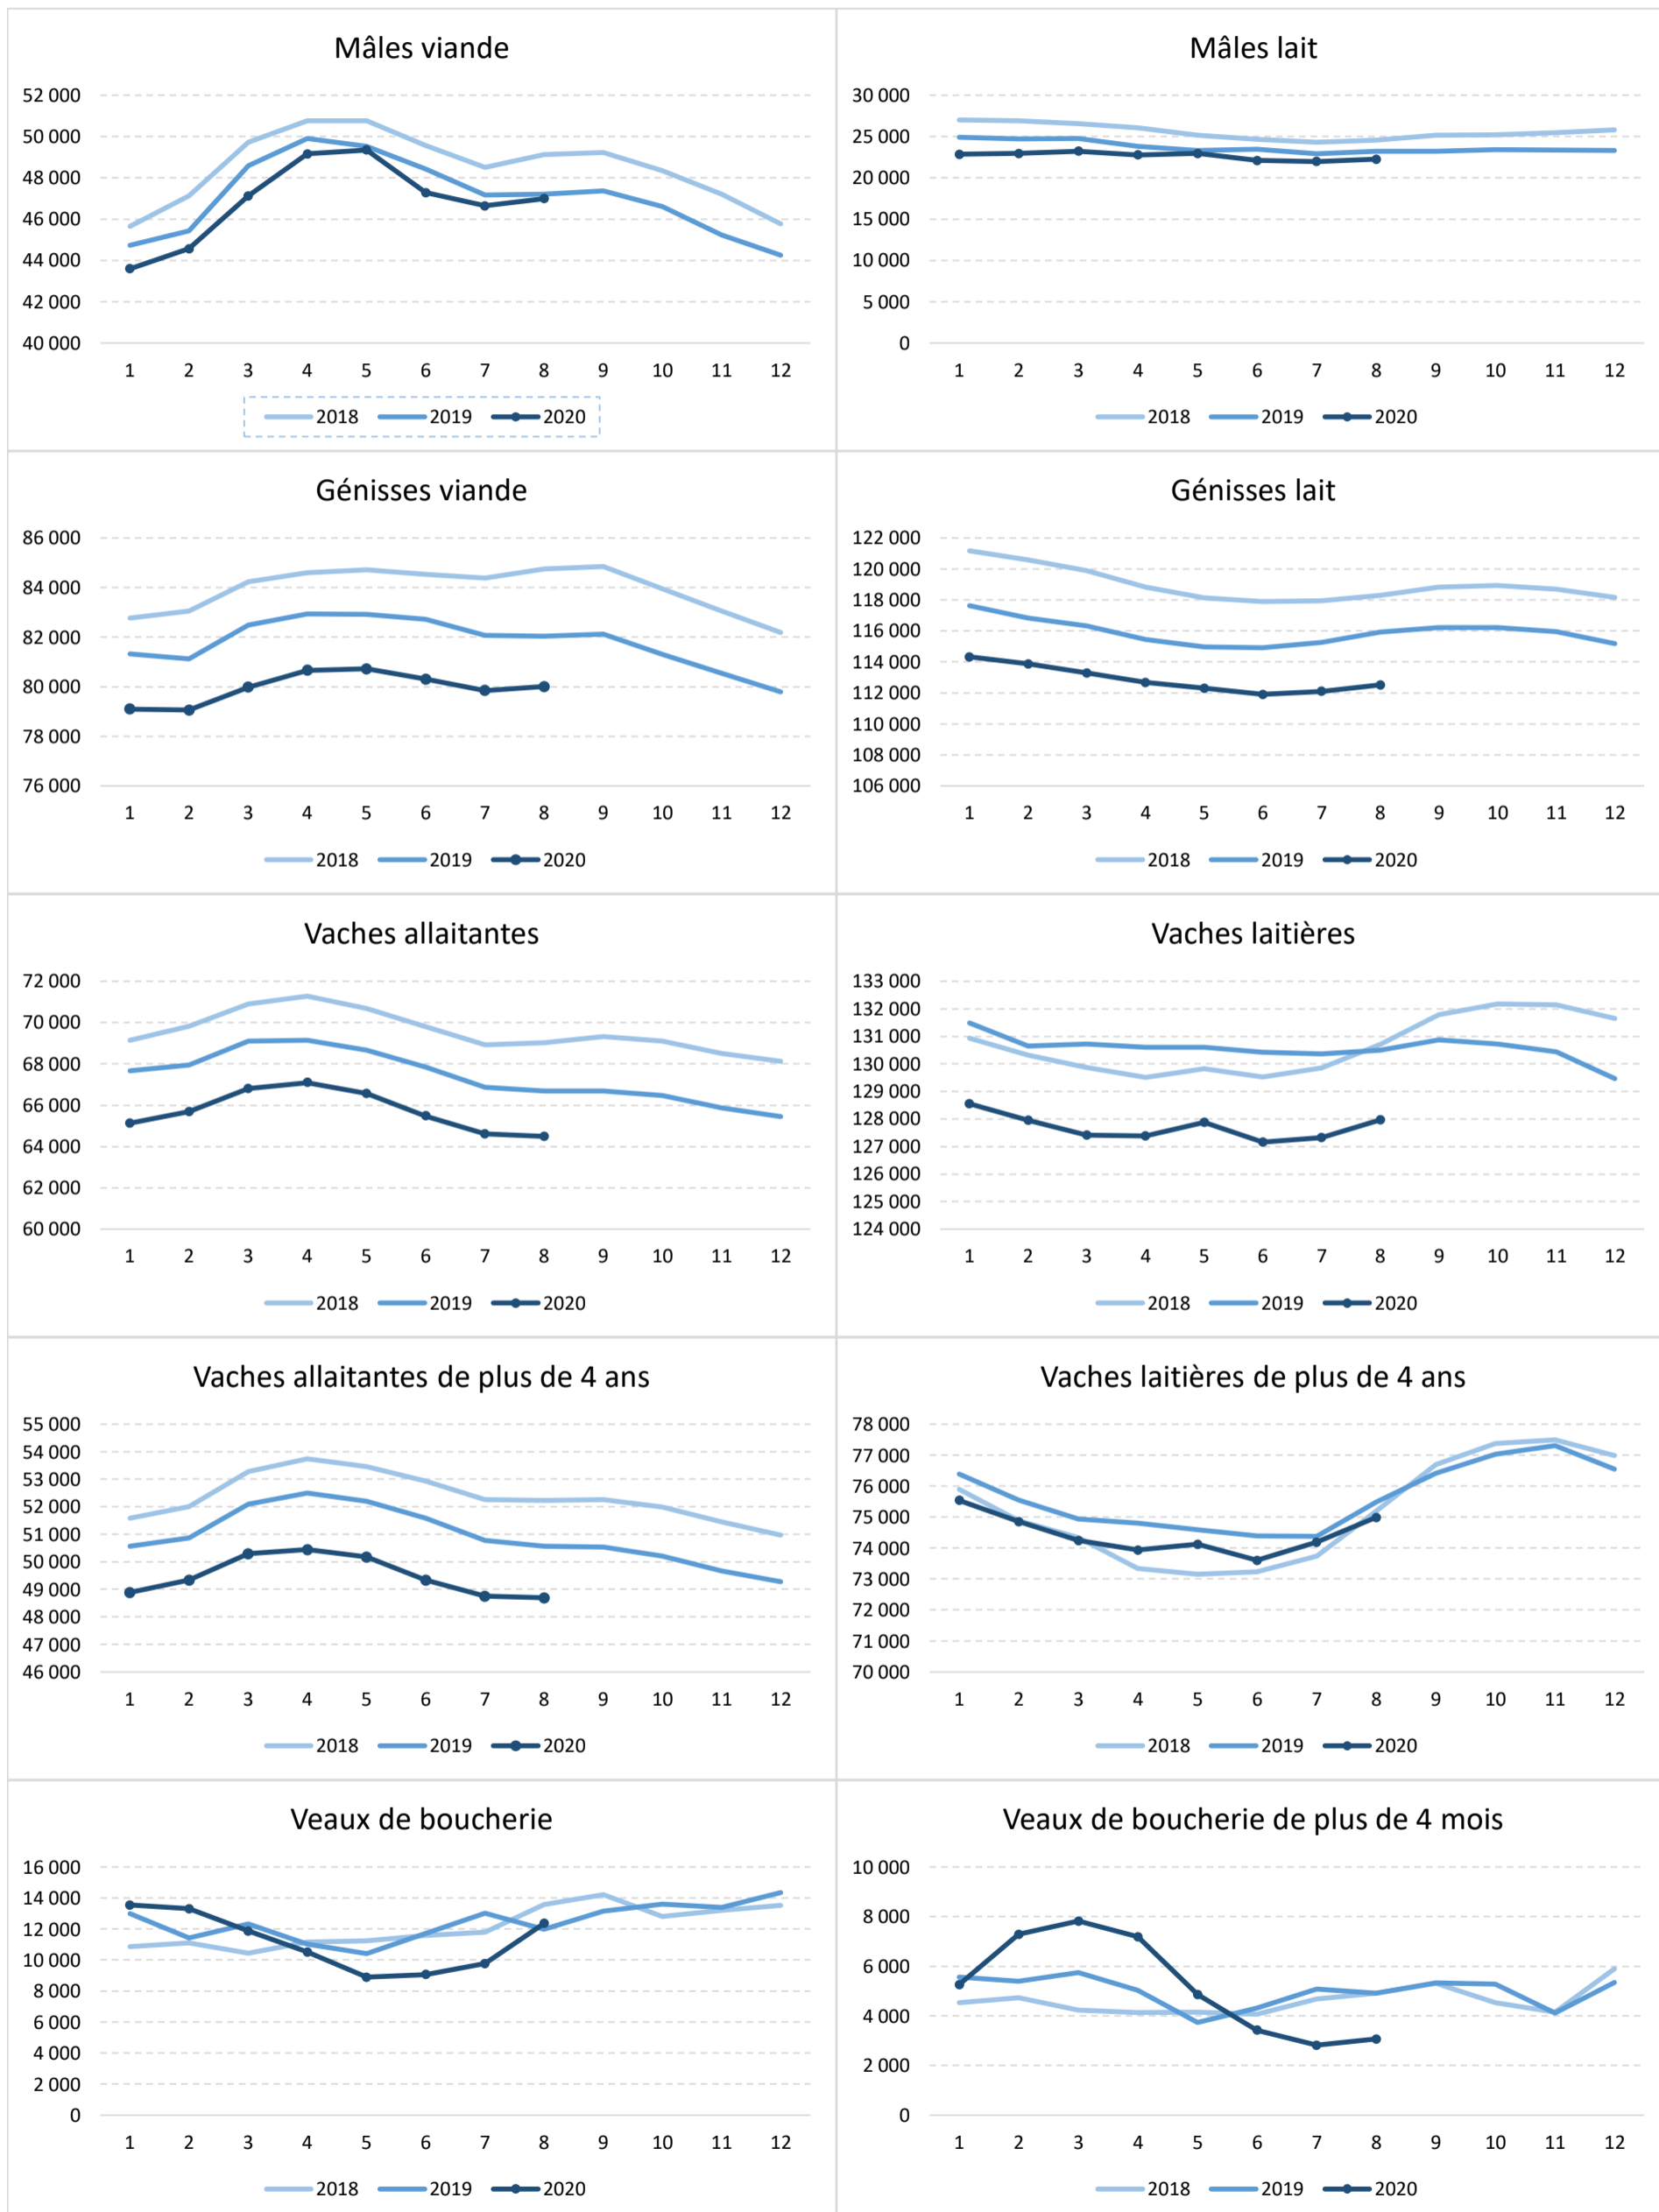 Mâles viande
52 000
50 000
48 000
46 000
44 000
42 000
40 000
1 2 3 4 5 6 7 8 9 10 11 12
2018 2019 2020
Mâles lait
30 000
25 000
20 000
15 000
10 000
5 000
0
1 2 3 4 5 6 7 8 9 10 11 12
2018 2019 2020
Génisses viande
86 000
84 000
82 000
80 000
78 000
76 000
1 2 3 4 5 6 7 8 9 10 11 12
2018 2019 2020
Génisses lait
122 000
120 000
118 000
116 000
114 000
112 000
110 000
108 000
106 000
1 2 3 4 5 6 7 8 9 10 11 12
2018 2019 2020
Vaches allaitantes
72 000
70 000
68 000
66 000
64 000
62 000
60 000
1 2 3 4 5 6 7 8 9 10 11 12
2018 2019 2020
Vaches laitières
133 000
132 000
131 000
130 000
129 000
128 000
127 000
126 000
125 000
124 000
1 2 3 4 5 6 7 8 9 10 11 12
2018 2019 2020
Vaches allaitantes de plus de 4 ans
55 000
54 000
53 000
52 000
51 000
50 000
49 000
48 000
47 000
46 000
1 2 3 4 5 6 7 8 9 10 11 12
2018 2019 2020
Vaches laitières de plus de 4 ans
78 000
77 000
76 000
75 000
74 000
73 000
72 000
71 000
70 000
1 2 3 4 5 6 7 8 9 10 11 12
2018 2019 2020
Veaux de boucherie
16 000
14 000
12 000
10 000
8 000
6 000
4 000
2 000
0
1 2 3 4 5 6 7 8 9 10 11 12
2018 2019 2020
Veaux de boucherie de plus de 4 mois
10 000
8 000
6 000
4 000
2 000
0
1 2 3 4 5 6 7 8 9 10 11 12
2018 2019 2020